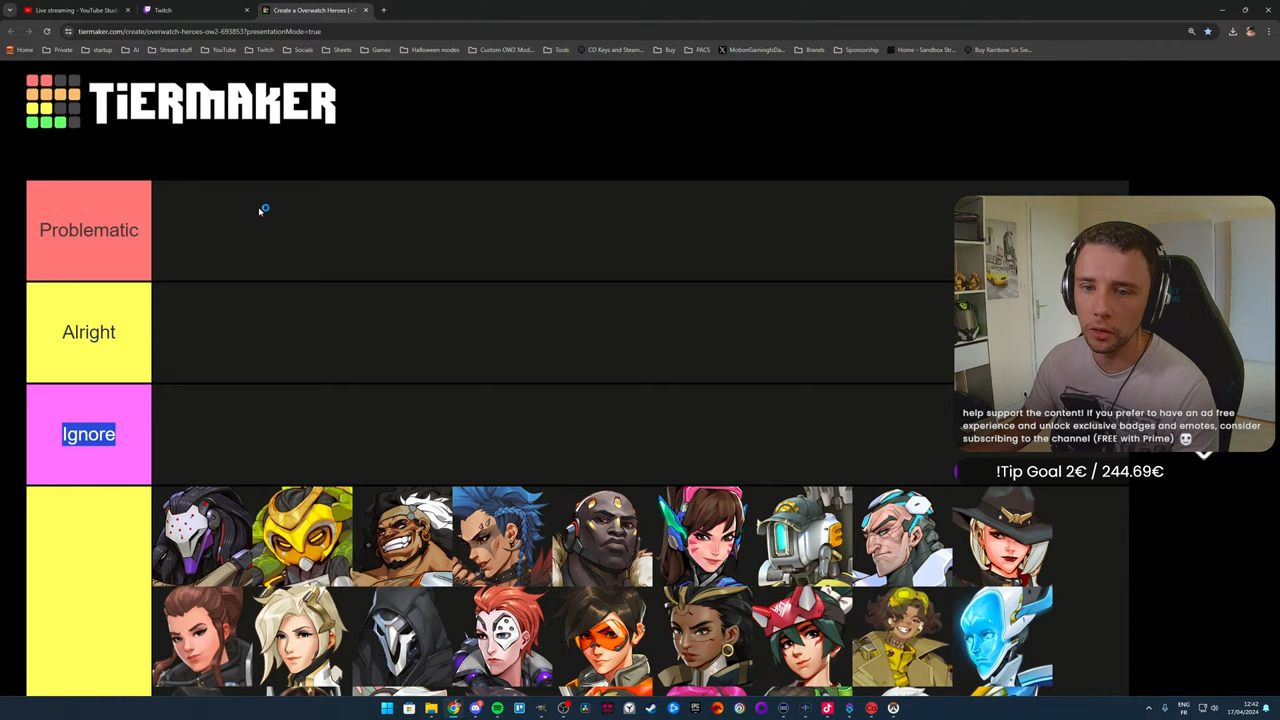 Live streaming - YouTube Stud
Twitch
Create a Overwatch Heroes (+C
tiermaker.com/create/overwatch-heroes-ow2-693853?presentationMode=true
Home
Private
startup
AI
Stream stuff
YouTube
Twitch
Socials
Sheets
Games
Halloween modes
Custom OW2 Mod...
Tools
CD Keys and Steam...
Buy
PACS
MotionGamingIsDa...
Brands
Sponsorship
Home - Sandbox Str...
Buy Rainbow Six Sie...
TiERMAKER
Problematic
Alright
Ignore
help support the content! If you prefer to have an ad free
experience and unlock exclusive badges and emotes, consider
subscribing to the channel (FREE with Prime)
!Tip Goal 2€ / 244.69€
ENG
FR
12:42
17/04/2024